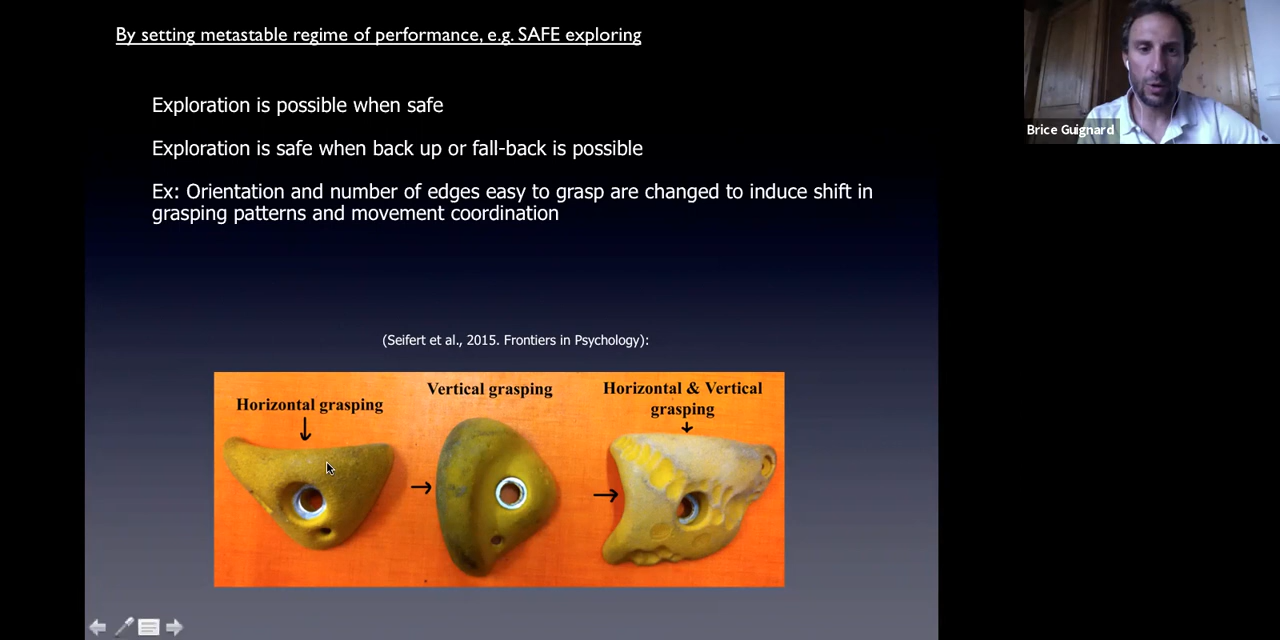 By setting metastable regime of performance, e.g. SAFE exploring
Brice Guignard
Exploration is possible when safe
Exploration is safe when back up or fall-back is possible
Ex: Orientation and number of edges easy to grasp are changed to induce shift in
grasping patterns and movement coordination
(Seifert et al., 2015. Frontiers in Psychology):
Horizontal grasping
Vertical grasping
Horizontal & Vertical
grasping